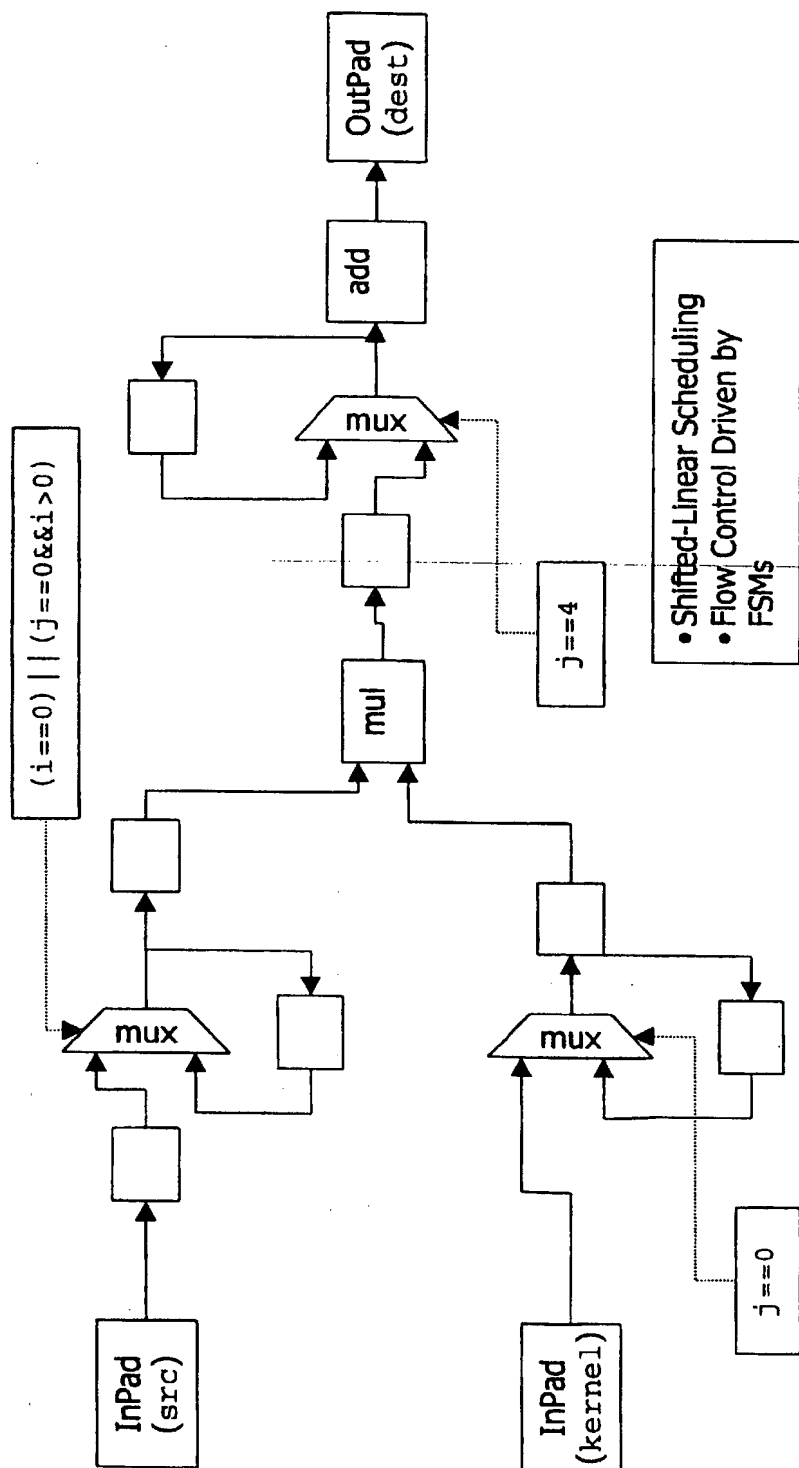 InPad
(src)
mux
(i==0)||(j==0&&i>0)
InPad
(kernel)
mux
j==0
mul
j==4
mux
add
OutPad
(dest)
• Shifted-Linear Scheduling
• Flow Control Driven by
FSMs